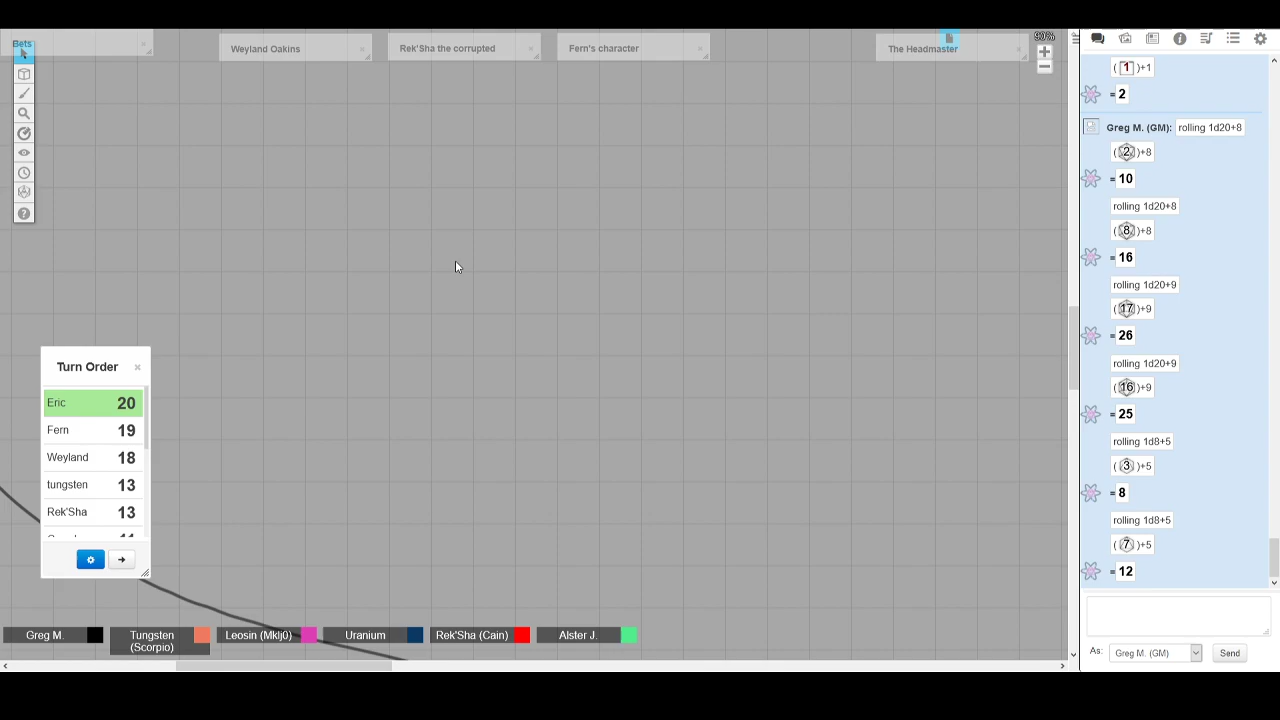 Bets
Weyland Oakins
Rek'Sha the corrupted
Fern's character
The Headmaster
90%
(1)+1
=2
Greg M. (GM): rolling 1d20+8
(2)+8
=10
rolling 1d20+8
(8)+8
=16
rolling 1d20+9
(17)+9
=26
rolling 1d20+9
(16)+9
=25
rolling 1d8+5
(3)+5
=8
rolling 1d8+5
(7)+5
=12
As: Greg M. (GM) Send
Turn Order
Eric 20
Fern 19
Weyland 18
tungsten 13
Rek'Sha 13
Greg M.
Tungsten
(Scorpio)
Leosin (Mklj0)
Uranium
Rek'Sha (Cain)
Alster J.